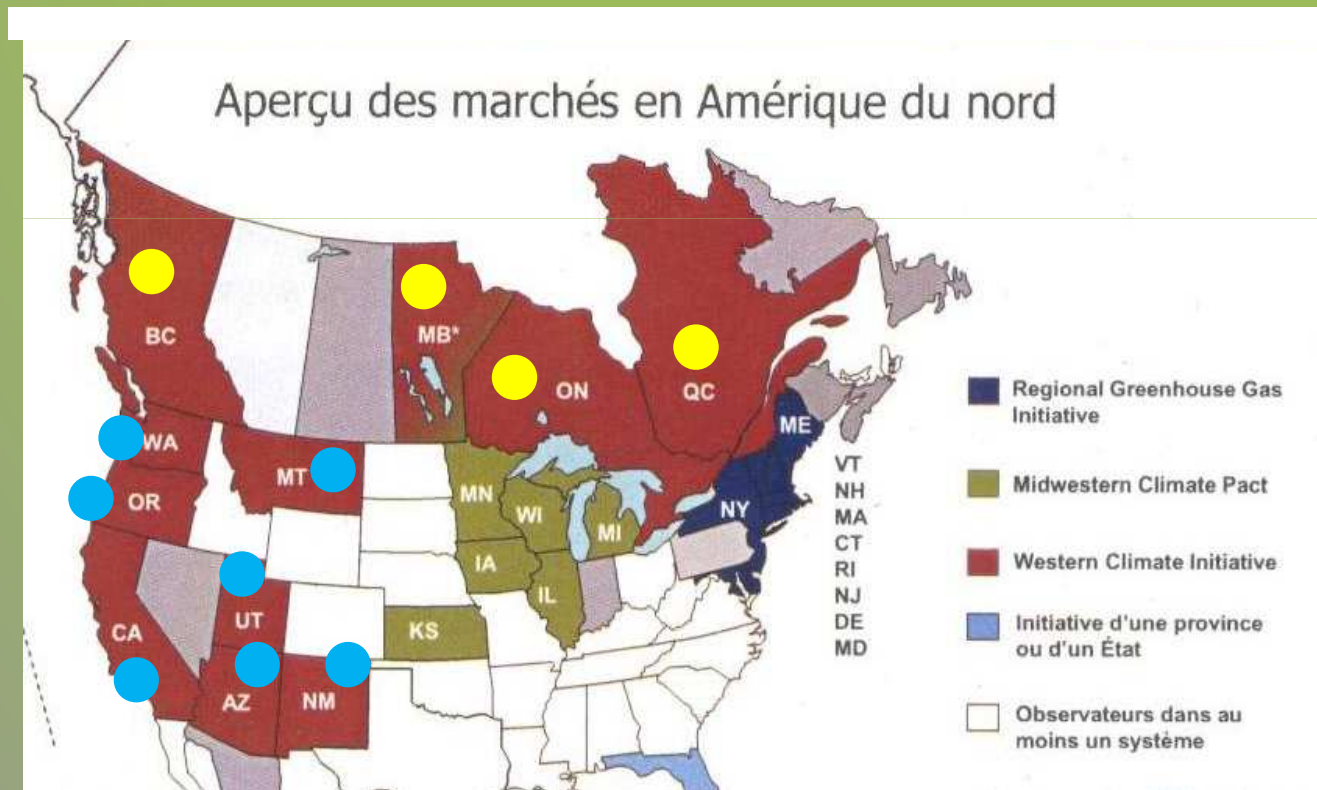 Aperçu des marchés en Amérique du nord
BC
MB*
ON
QC
WA
MT
OR
MN
WI
MI
ME
NY
IA
IL
UT
CA
KS
AZ
NM
VT
NH
MA
CT
RI
NJ
DE
MD
Regional Greenhouse Gas
Initiative
Midwestern Climate Pact
Western Climate Initiative
Initiative d'une province
ou d'un État
Observateurs dans au
moins un système